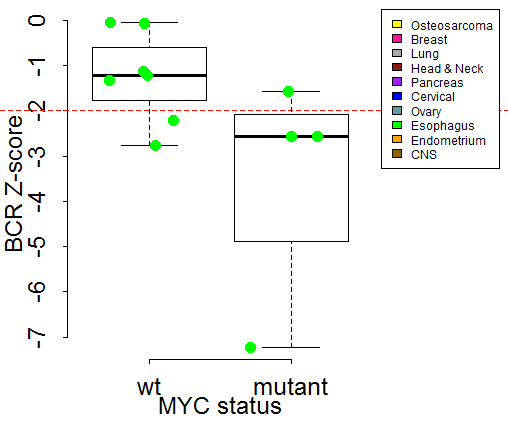 BCR Z-score
0
-1
-2
-3
-4
-5
-6
-7
wt
mutant
MYC status
Osteosarcoma
Breast
Lung
Head & Neck
Pancreas
Cervical
Ovary
Esophagus
Endometrium
CNS